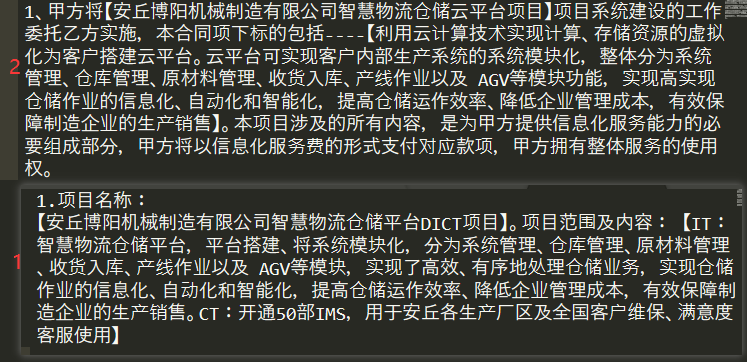 1、甲方将【安丘博阳机械制造有限公司智慧物流仓储云平台项目】项目系统建设的工作
委托乙方实施，本合同项下标的包括----【利用云计算技术实现计算、存储资源的虚拟
化为客户搭建云平台。云平台可实现客户内部生产系统的系统模块化，整体分为系统
2
管理、仓库管理、原材料管理、收货入库、产线作业以及 AGV等模块功能，实现高实现
仓储作业的信息化、自动化和智能化，提高仓储运作效率、降低企业管理成本，有效保
障制造企业的生产销售】。本项目涉及的所有内容，是为甲方提供信息化服务能力的必
要组成部分，甲方将以信息化服务费的形式支付对应款项，甲方拥有整体服务的使用
权。
1.项目名称：
【安丘博阳机械制造有限公司智慧物流仓储平台DICT项目】。项目范围及内容：【IT：
智慧物流仓储平台，平台搭建、将系统模块化，分为系统管理、仓库管理、原材料管理
1
、收货入库、产线作业以及 AGV等模块，实现了高效、有序地处理仓储业务，实现仓储
作业的信息化、自动化和智能化，提高仓储运作效率、降低企业管理成本，有效保障制
造企业的生产销售。CT：开通50部IMS，用于安丘各生产厂区及全国客户维保、满意度
客服使用】